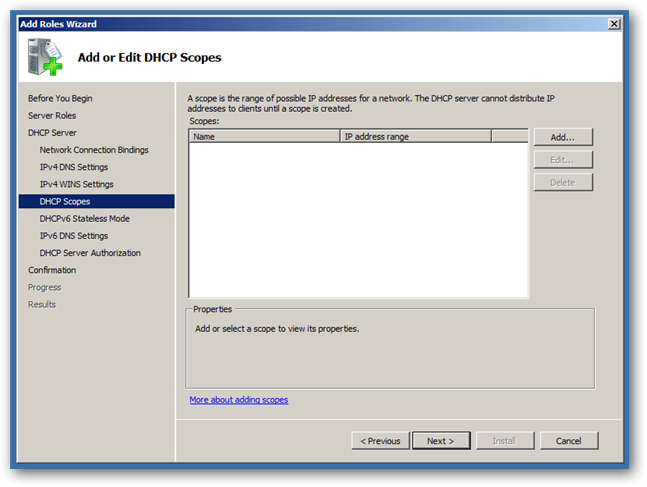 Add Roles Wizard
Add or Edit DHCP Scopes
Before You Begin
Server Roles
DHCP Server
Network Connection Bindings
IPv4 DNS Settings
IPv4 WINS Settings
DHCP Scopes
DHCPv6 Stateless Mode
IPv6 DNS Settings
DHCP Server Authorization
Confirmation
Progress
Results
A scope is the range of possible IP addresses for a network. The DHCP server cannot distribute IP
addresses to clients until a scope is created.
Scopes:
Name IP address range
Add...
Edit...
Delete
Properties
Add or select a scope to view its properties.
More about adding scopes
< Previous Next > Install Cancel